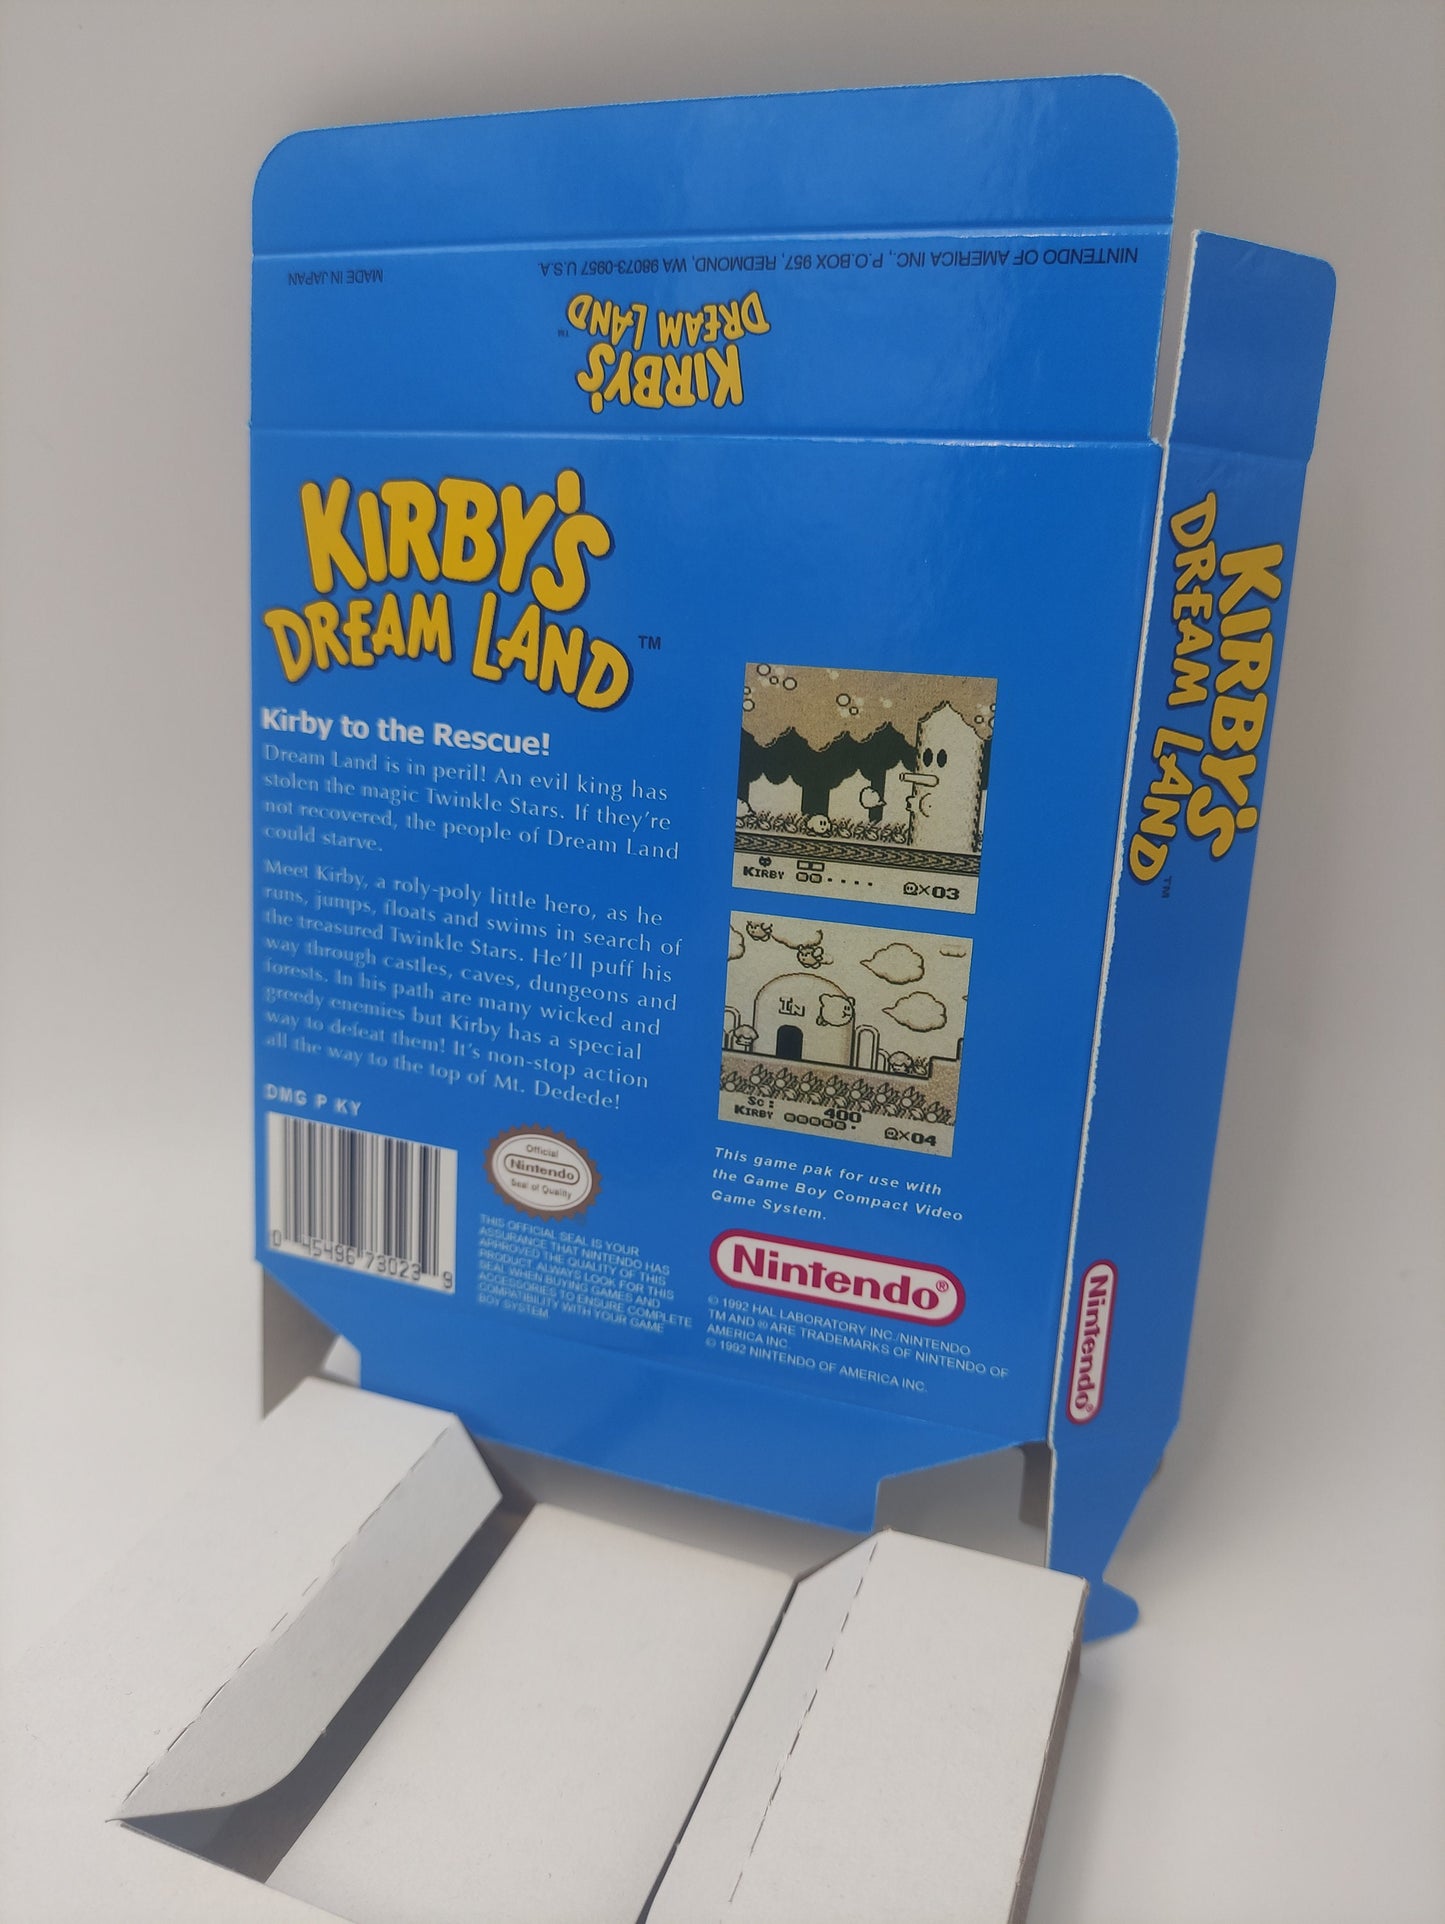 NINTENDO OF AMERICA INC., P.O.BOX 957, REDMOND, WA 98073-0957 U.S.A. MADE IN JAPAN
KIRBY'S
DREAM LAND™
KIRBY'S
DREAM LAND™
Kirby to the Rescue!
Dream Land is in peril! An evil king has
stolen the magic Twinkle Stars. If they're
not recovered, the people of Dream Land
could starve.
Meet Kirby, a roly-poly little hero, as he
runs, jumps, floats and swims in search of
the treasured Twinkle Stars. He'll puff his
way through castles, caves, dungeons and
forests. In his path are many wicked and
greedy enemies but Kirby has a special
way to defeat them! It's non-stop action
all the way to the top of Mt. Dedede!
DMG P KY
0 45496 73023 9
Official
Nintendo
Seal of Quality
THIS OFFICIAL SEAL IS YOUR
ASSURANCE THAT NINTENDO HAS
APPROVED THE QUALITY OF THIS
PRODUCT. ALWAYS LOOK FOR THIS
SEAL WHEN BUYING GAMES AND
ACCESSORIES TO ENSURE COMPLETE
COMPATIBILITY WITH YOUR GAME
BOY SYSTEM
KIRBY ×03
IN
SC: 400
KIRBY ×04
This game pak for use with
the Game Boy Compact Video
Game System.
Nintendo®
© 1992 HAL LABORATORY INC./NINTENDO
TM AND ® ARE TRADEMARKS OF NINTENDO OF
AMERICA INC.
© 1992 NINTENDO OF AMERICA INC.
KIRBY'S
DREAM LAND™
Nintendo®